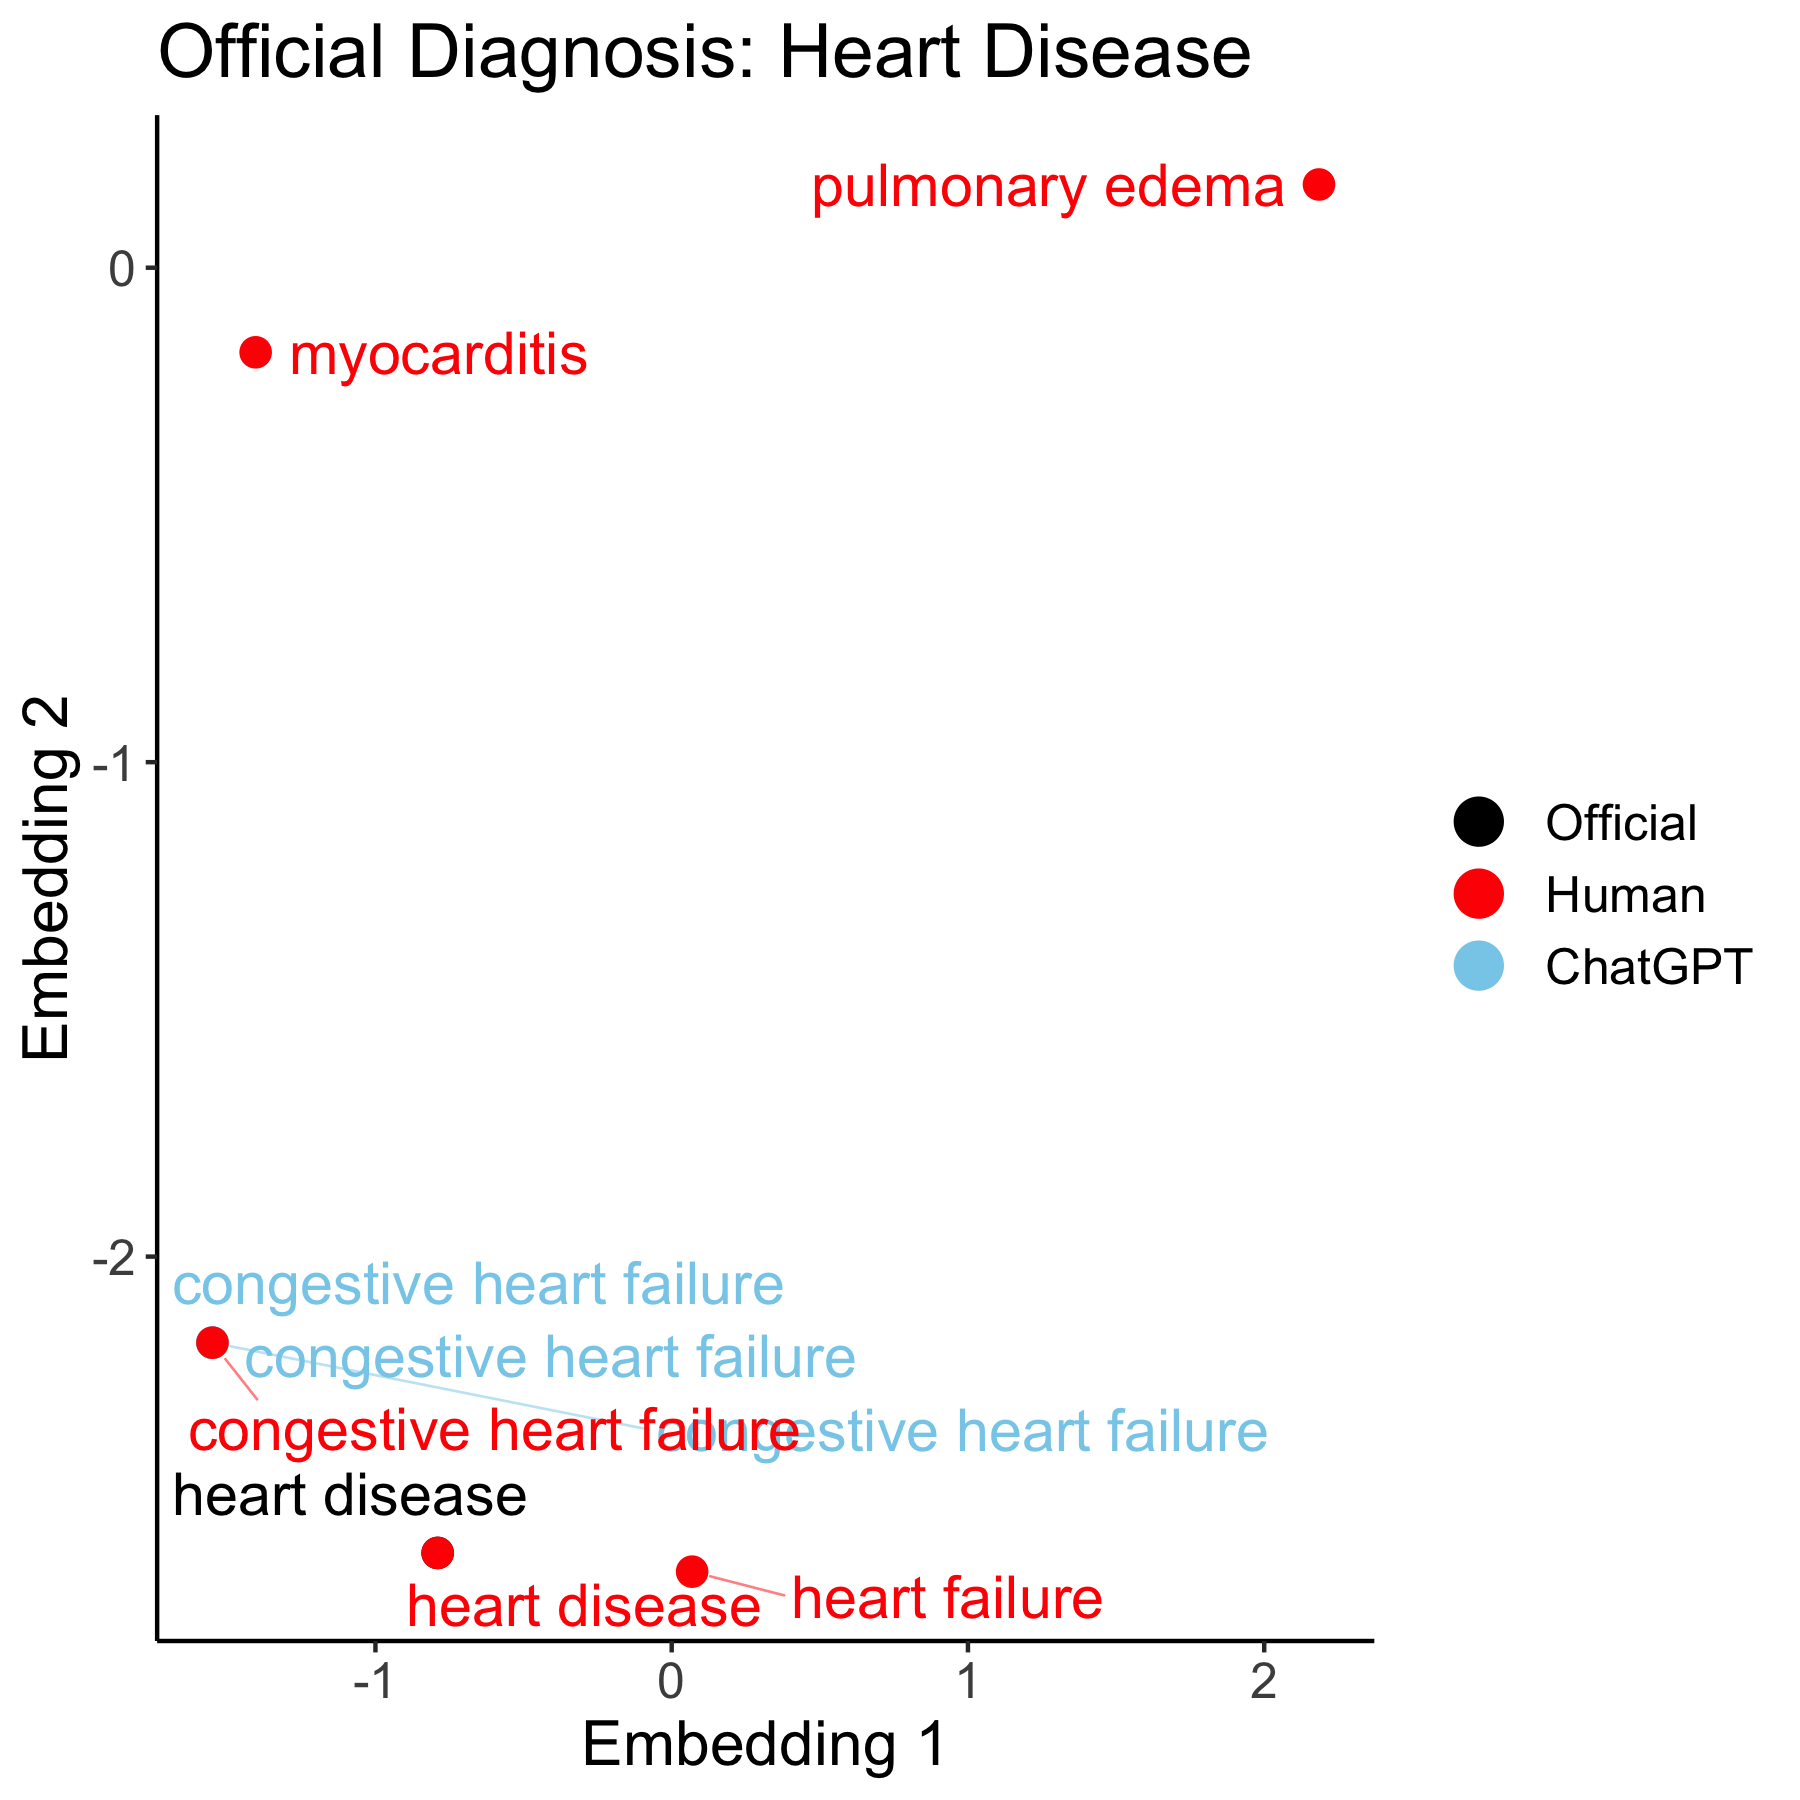 Official Diagnosis: Heart Disease
pulmonary edema
0
myocarditis
Embedding 2
-1
Official
Human
ChatGPT
-2
congestive heart failure
congestive heart failure
congestive heart failure
congestive heart failure
heart disease
heart failure
heart disease
-1
0
1
2
Embedding 1